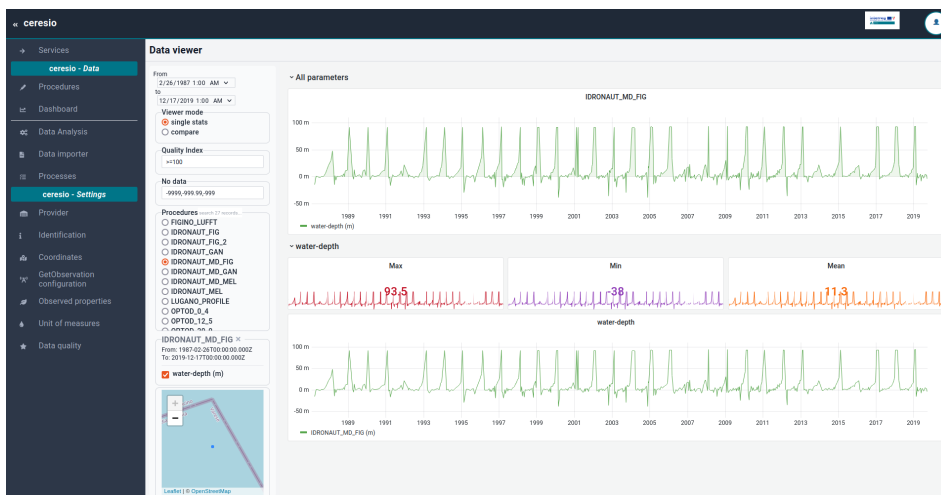 « ceresio
Services
ceresio - Data
Procedures
Dashboard
Data Analysis
Data importer
Processes
ceresio - Settings
Provider
Identification
Coordinates
GetObservation
configuration
Observed properties
Unit of measures
Data quality
Data viewer
From
2/26/1987 1:00 AM
to
12/17/2019 1:00 AM
Viewer mode
single stats
compare
Quality Index
>=100
No data
-9999,-999.99,-999
Procedures search 27 records...
FIGINO_LUFFT
IDRONAUT_FIG
IDRONAUT_FIG_2
IDRONAUT_GAN
IDRONAUT_MD_FIG
IDRONAUT_MD_GAN
IDRONAUT_MD_MEL
IDRONAUT_MEL
LUGANO_PROFILE
OPTOD_0_4
OPTOD_12_5
IDRONAUT_MD_FIG ×
From: 1987-02-26T00:00:00.000Z
To: 2019-12-17T00:00:00.000Z
water-depth (m)
+
−
Leaflet | © OpenStreetMap
All parameters
IDRONAUT_MD_FIG
100 m
50 m
0 m
-50 m
1989 1991 1993 1995 1997 1999 2001 2003 2005 2007 2009 2011 2013 2015 2017 2019
water-depth (m)
water-depth
Max
93.5
Min
-38
Mean
11.3
water-depth
100 m
50 m
0 m
-50 m
1989 1991 1993 1995 1997 1999 2001 2003 2005 2007 2009 2011 2013 2015 2017 2019
IDRONAUT_MD_FIG (m)